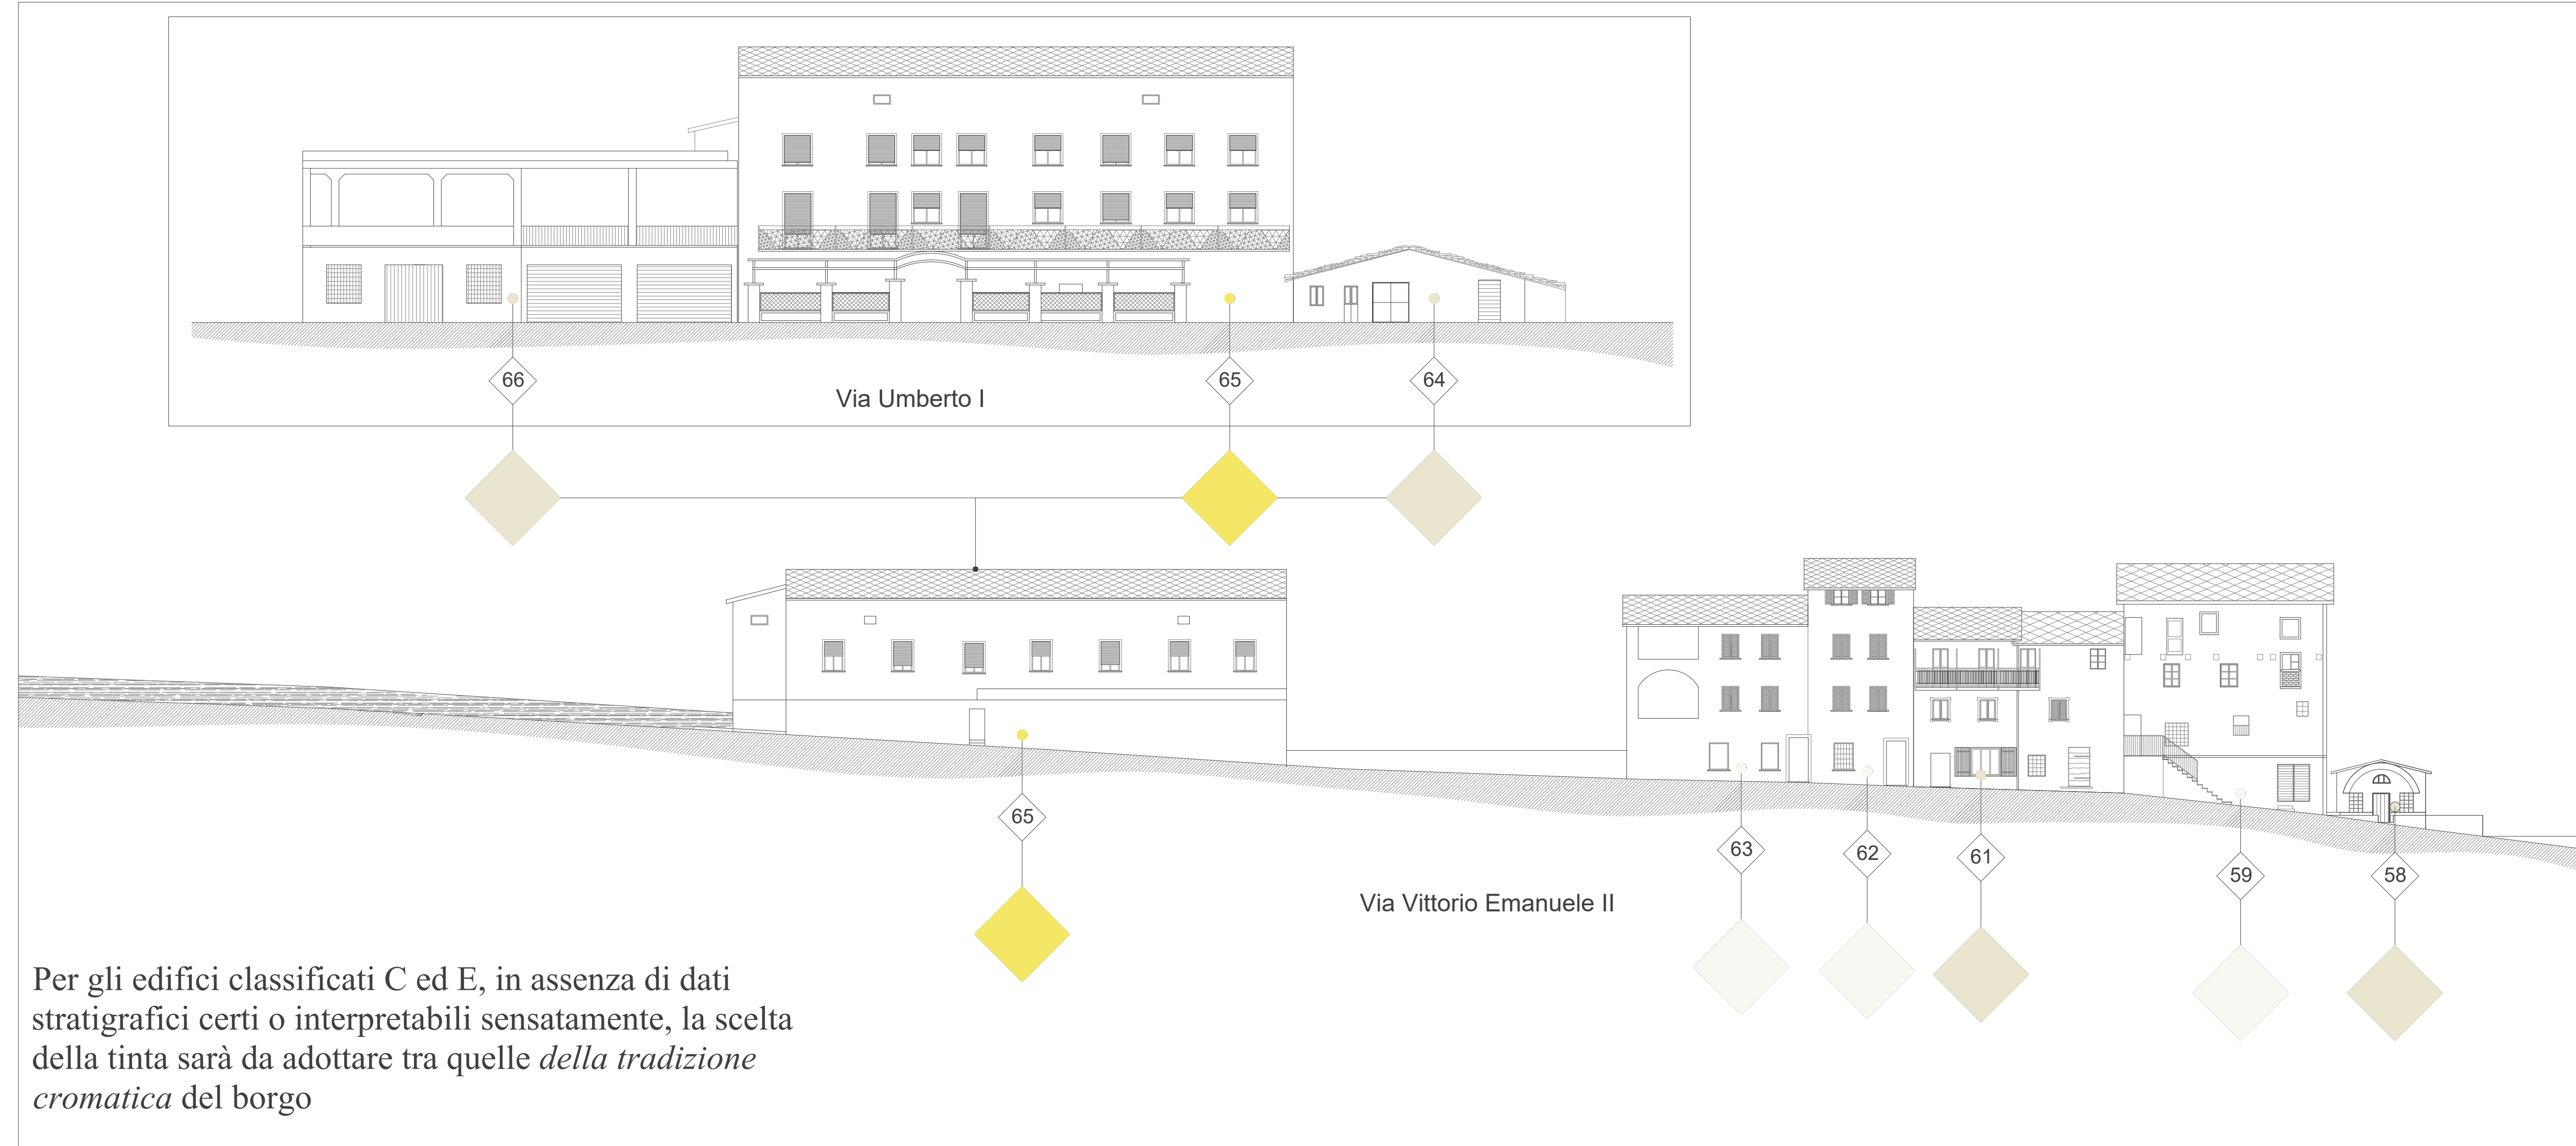 66
65
64
Via Umberto I
65
63
62
61
59
58
Via Vittorio Emanuele II
Per gli edifici classificati C ed E, in assenza di dati
stratigrafici certi o interpretabili sensatamente, la scelta
della tinta sarà da adottare tra quelle della tradizione
cromatica del borgo